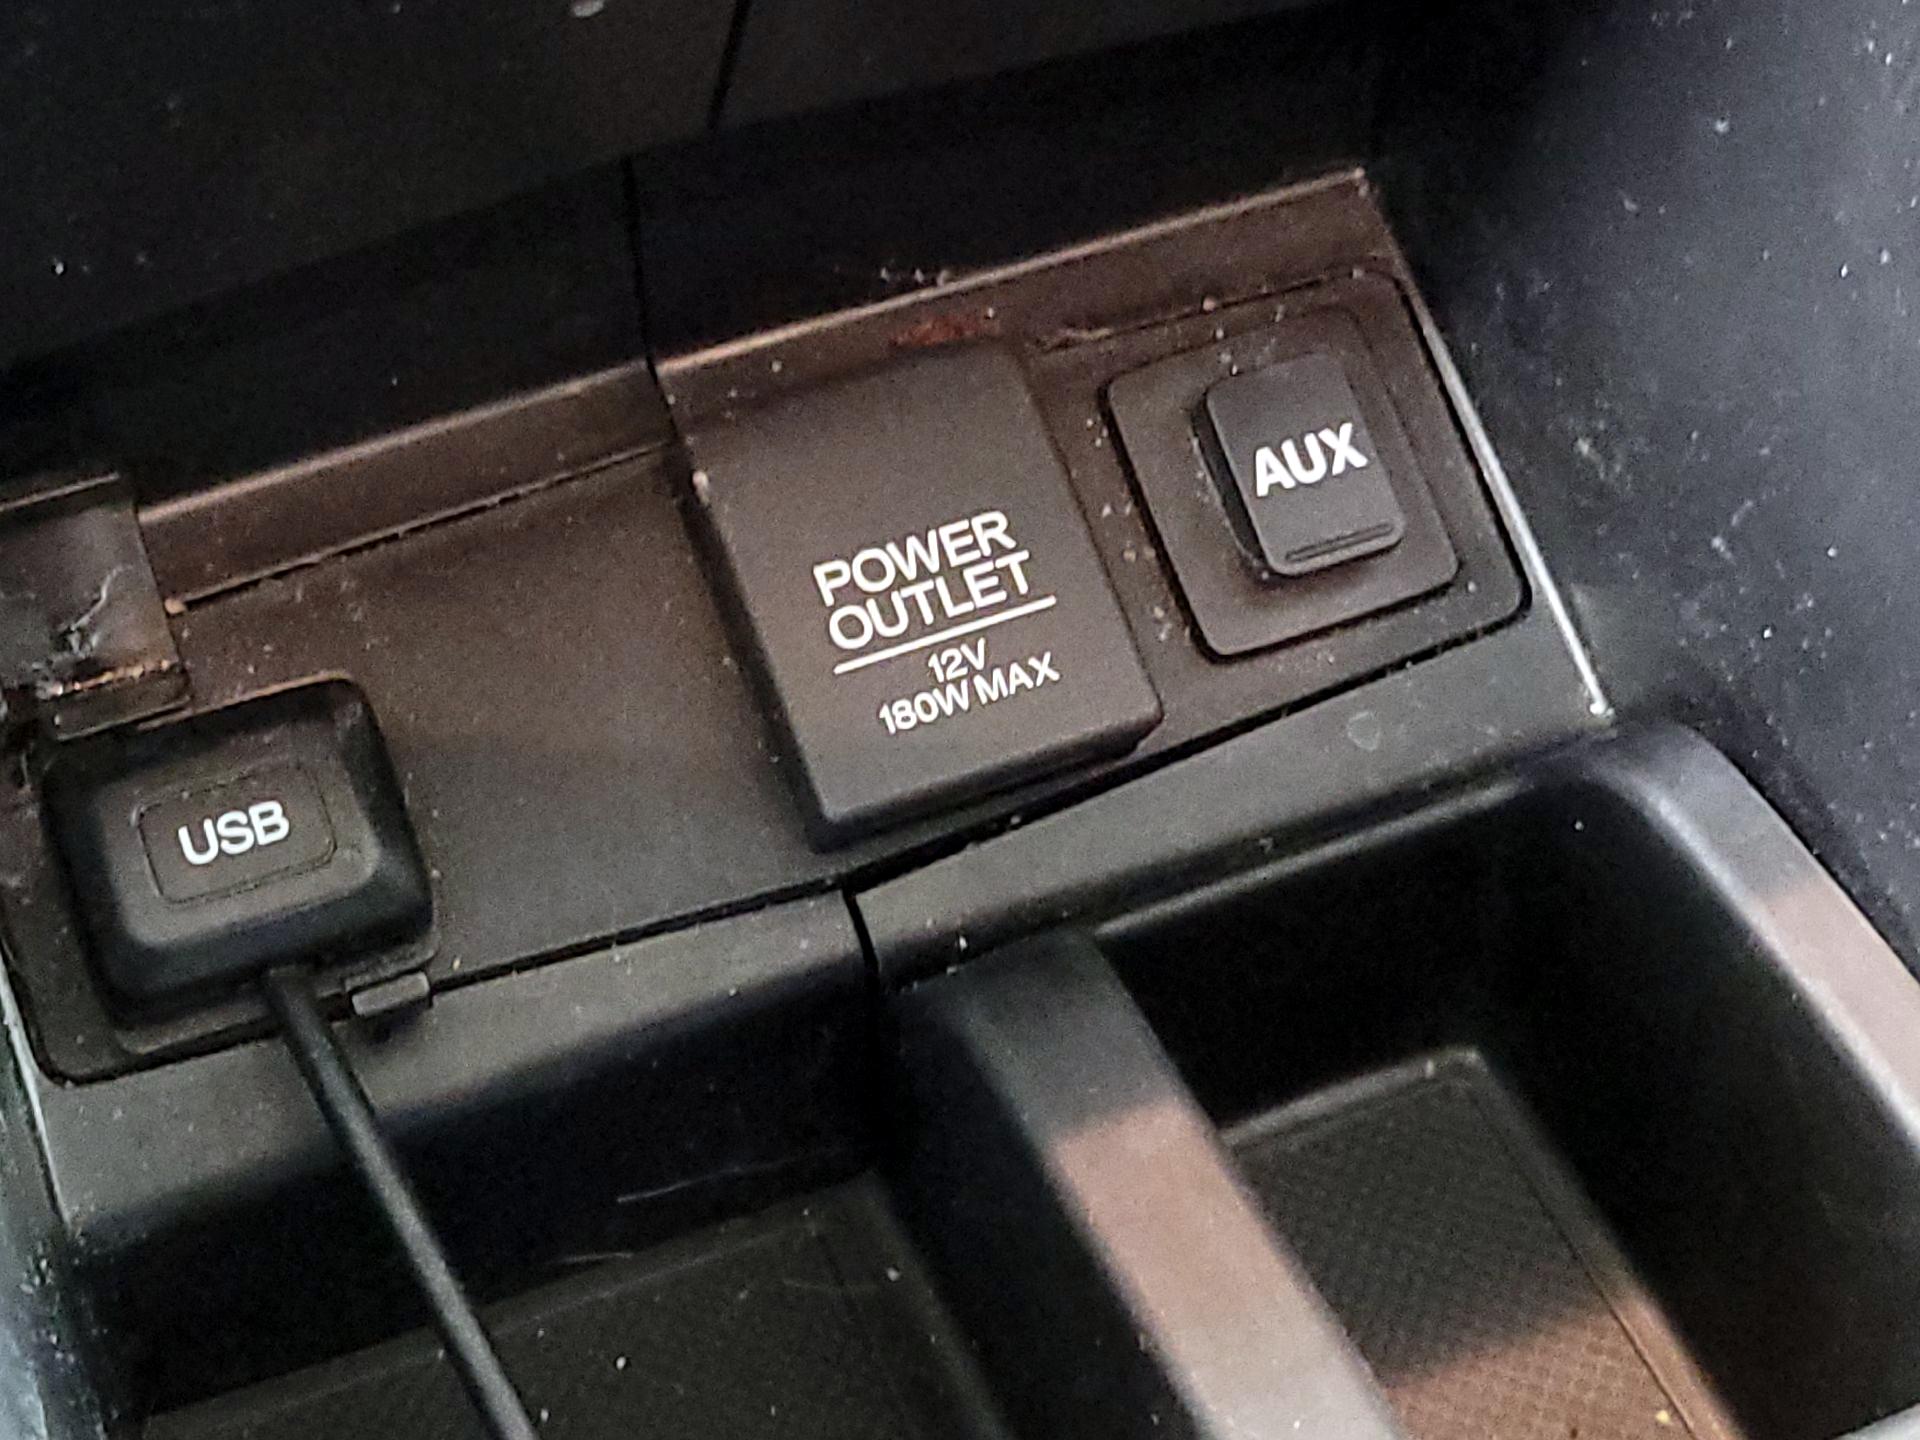 USB
POWER
OUTLET
12V
180W MAX
AUX